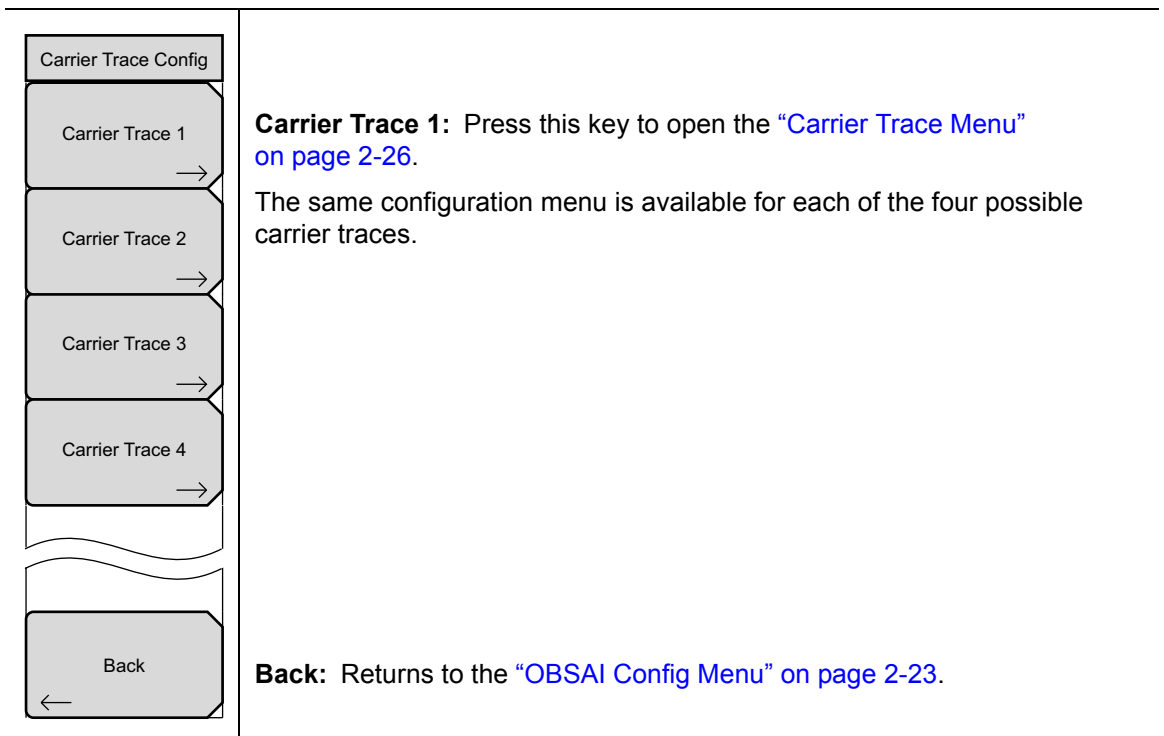 Carrier Trace Config
Carrier Trace 1
Carrier Trace 1: Press this key to open the “Carrier Trace Menu”
on page 2-26.
The same configuration menu is available for each of the four possible
carrier traces.
Carrier Trace 2
Carrier Trace 3
Carrier Trace 4
Back
Back: Returns to the “OBSAI Config Menu” on page 2-23.